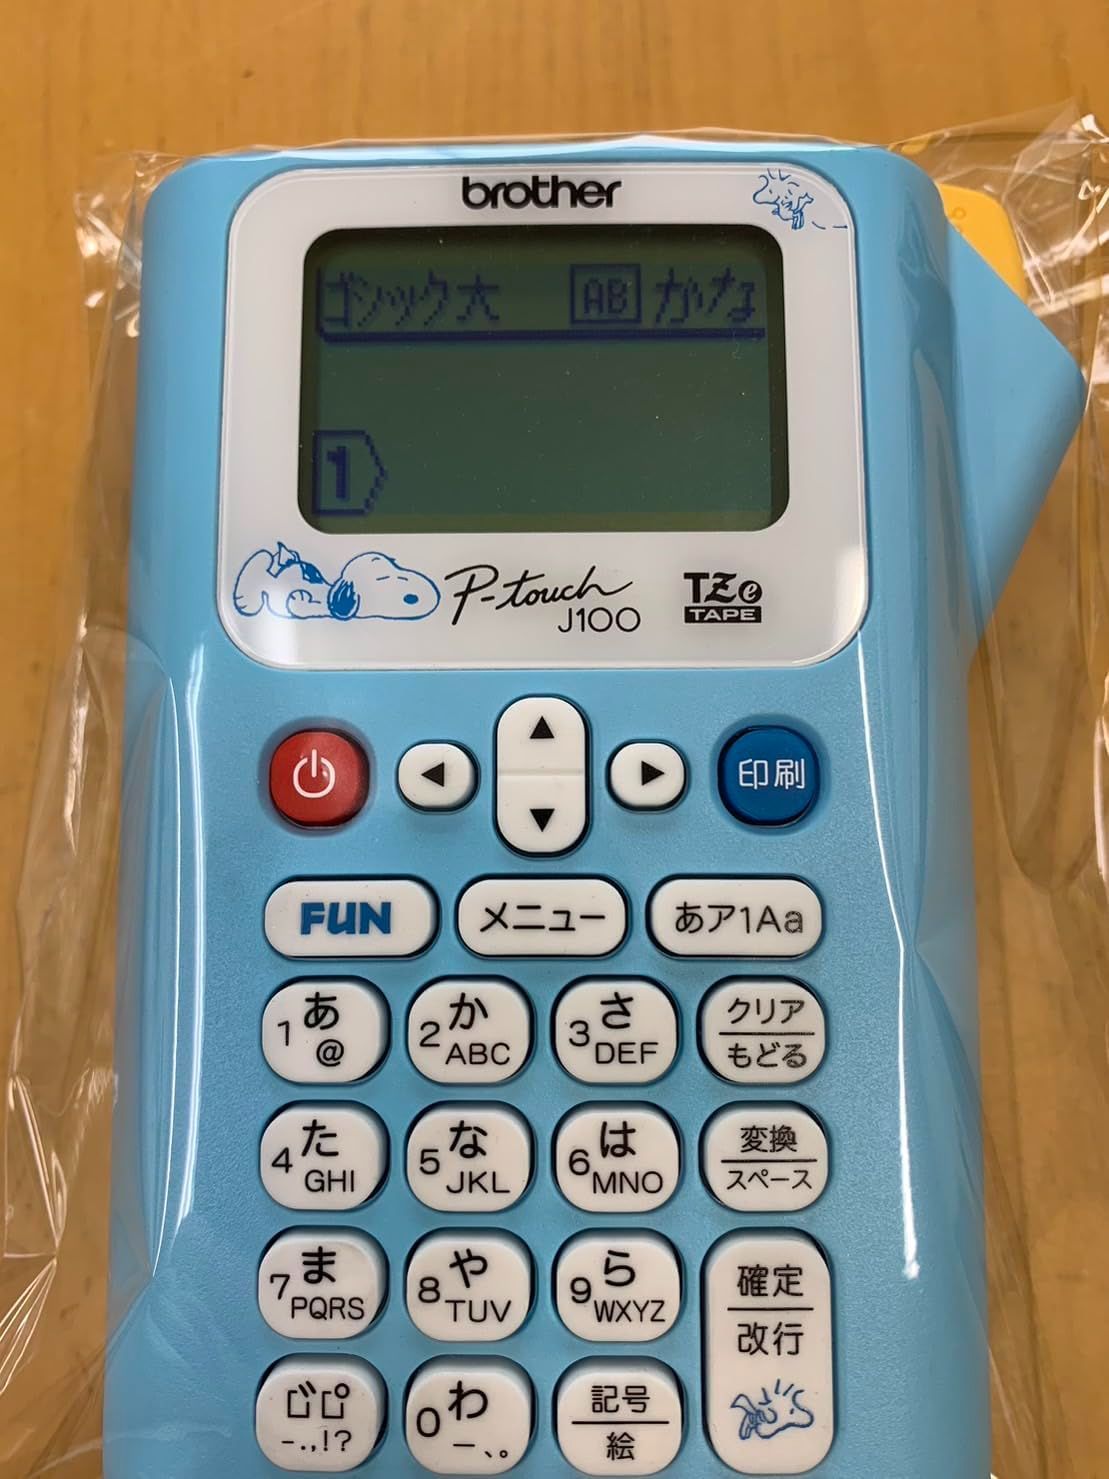 brother
ゴシック大 AB かな
1
P-touch
J100
TZe
TAPE
印刷
FUN
メニュー
あア1Aa
1 あ @
2 か ABC
3 さ DEF
クリア
もどる
4 た GHI
5 な JKL
6 は MNO
変換
スペース
7 ま PQRS
8 や TUV
9 ら WXYZ
確定
改行
゛゜ -.,!?
0 わ ー、。
記号
絵